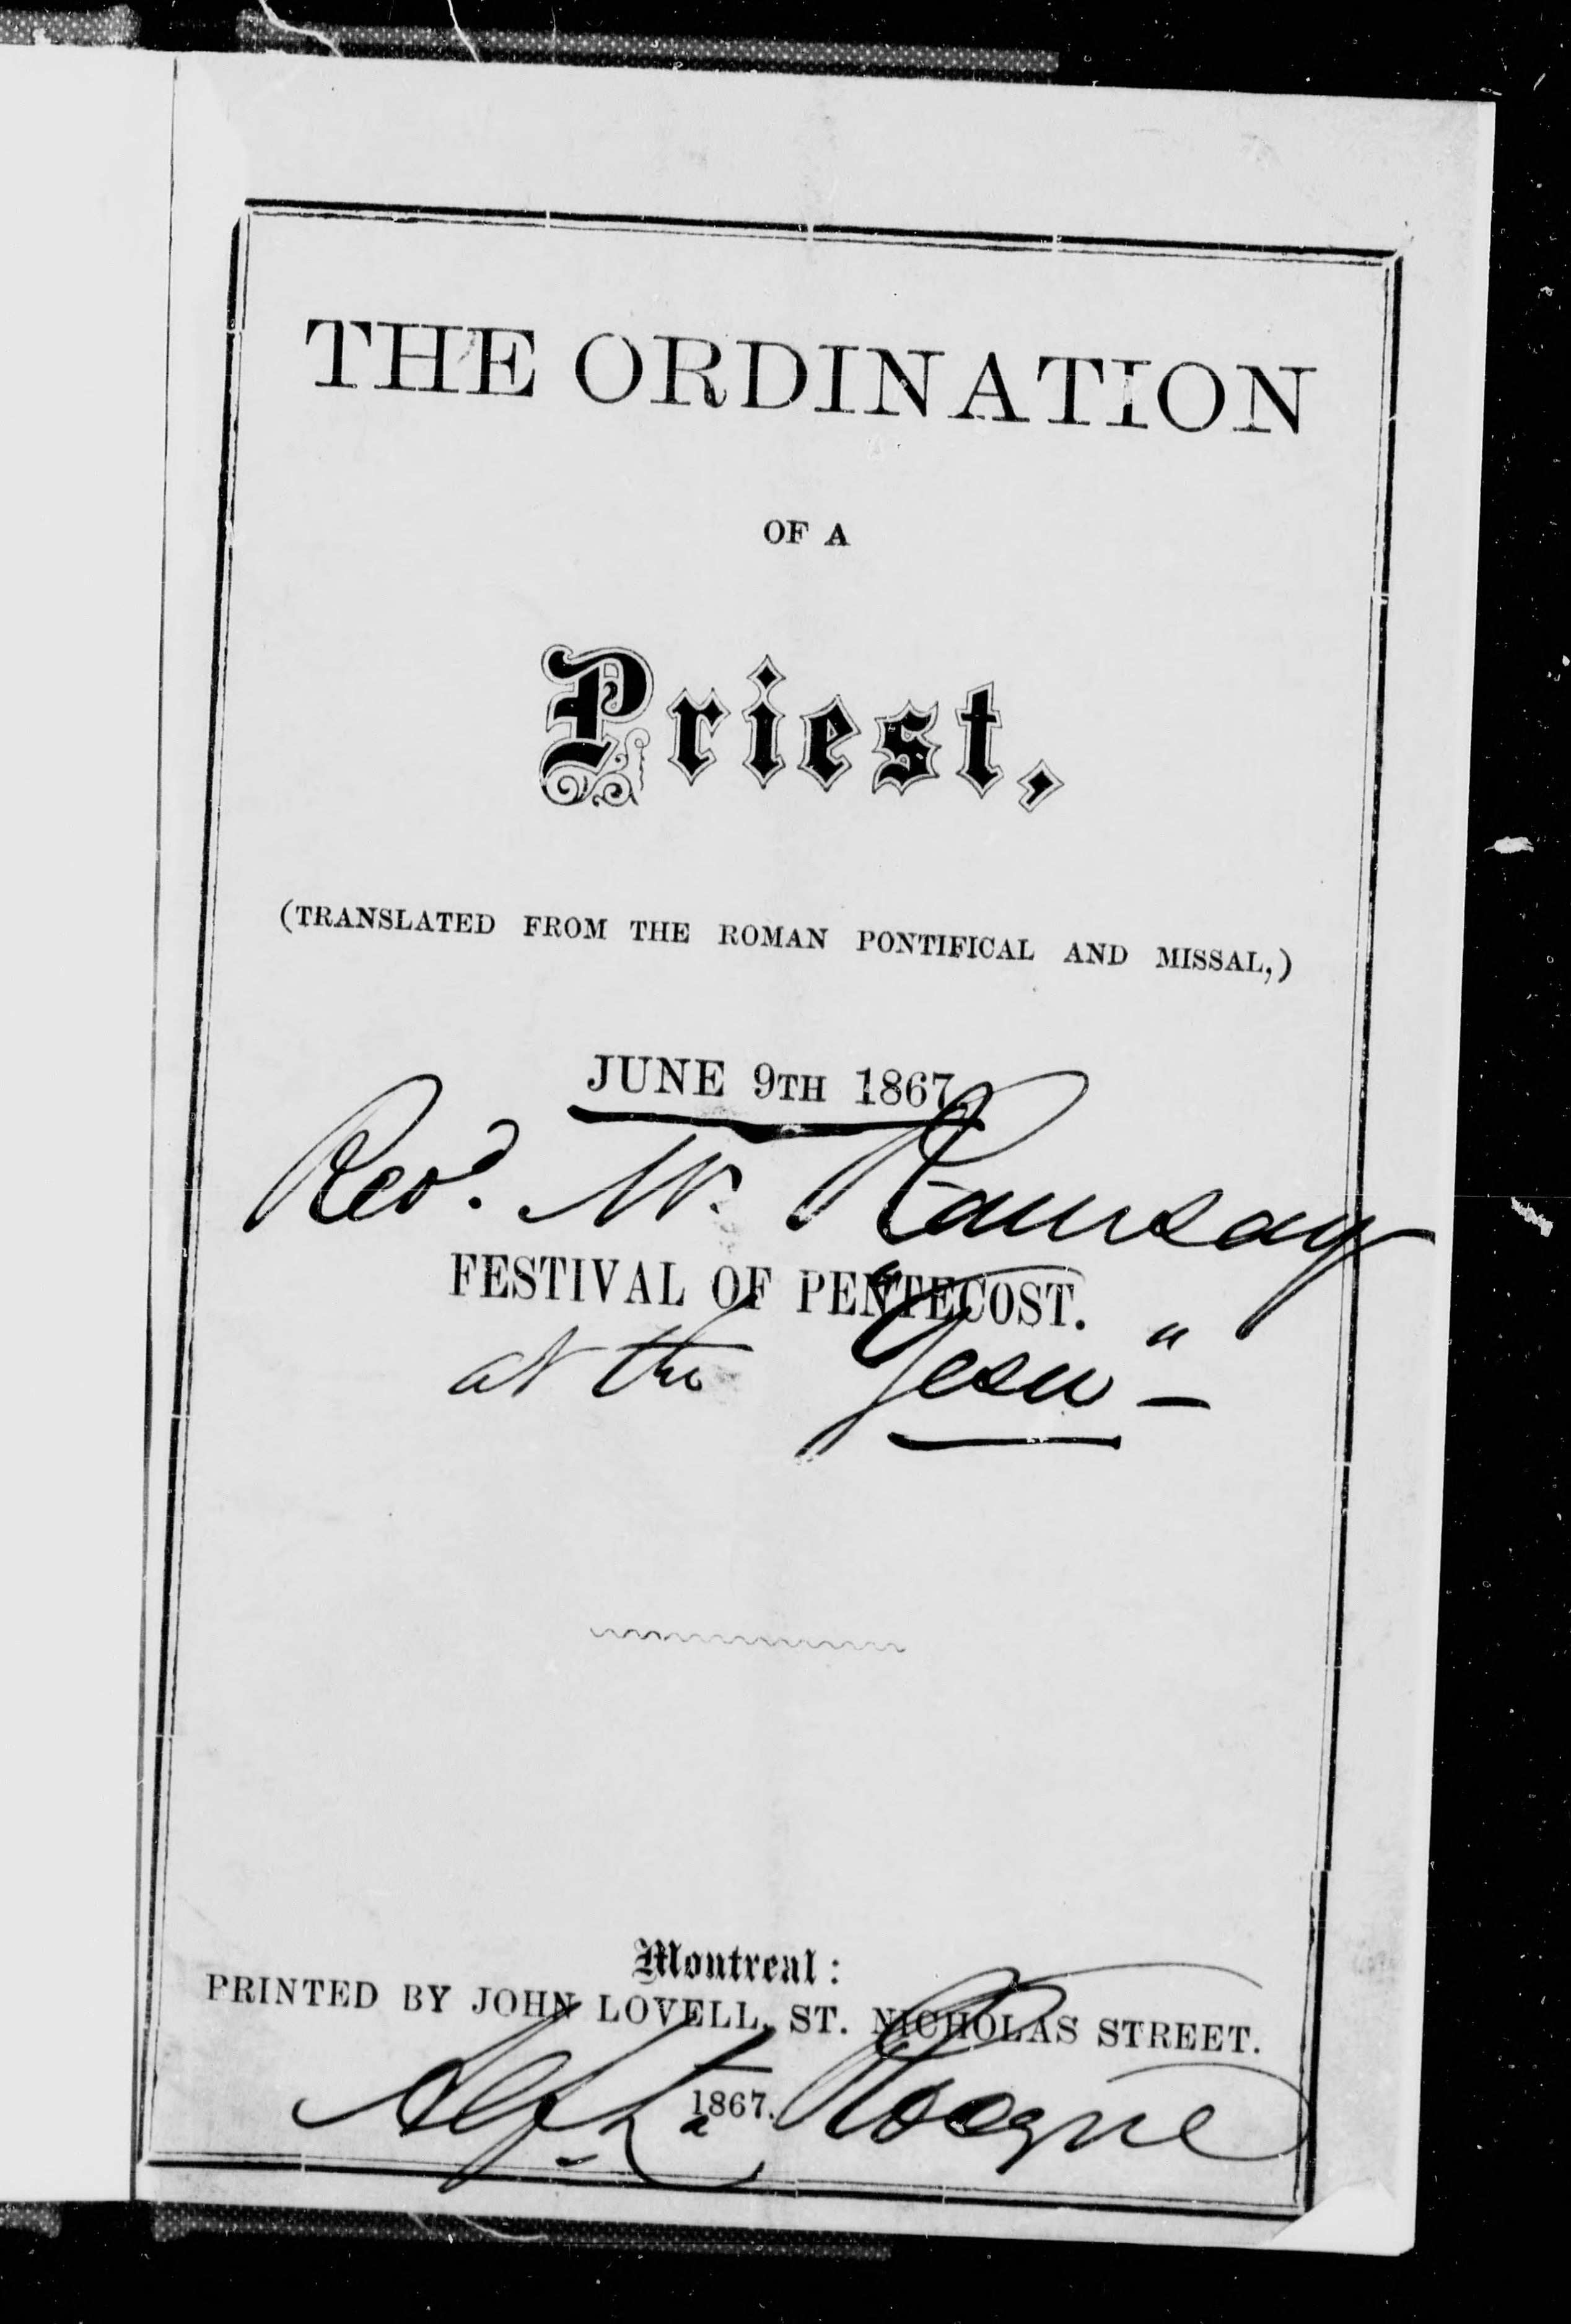 THE ORDINATION
OF A
Priest,
(TRANSLATED FROM THE ROMAN PONTIFICAL AND MISSAL,)
JUNE 9TH 1867.
Revd. W. Ramsay
FESTIVAL OF PENTECOST.
at the "Gesu" —
Montreal:
PRINTED BY JOHN LOVELL, ST. NICHOLAS STREET.
1867.